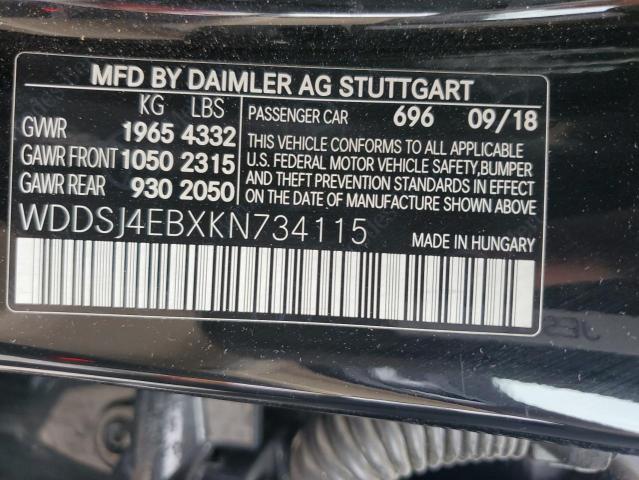 MFD BY DAIMLER AG STUTTGART
KG LBS
GVWR 1965 4332
GAWR FRONT 1050 2315
GAWR REAR 930 2050
PASSENGER CAR 696 09/18
THIS VEHICLE CONFORMS TO ALL APPLICABLE
U.S. FEDERAL MOTOR VEHICLE SAFETY, BUMPER
AND THEFT PREVENTION STANDARDS IN EFFECT
ON THE DATE OF MANUFACTURE SHOWN ABOVE.
WDDSJ4EBXKN734115
MADE IN HUNGARY